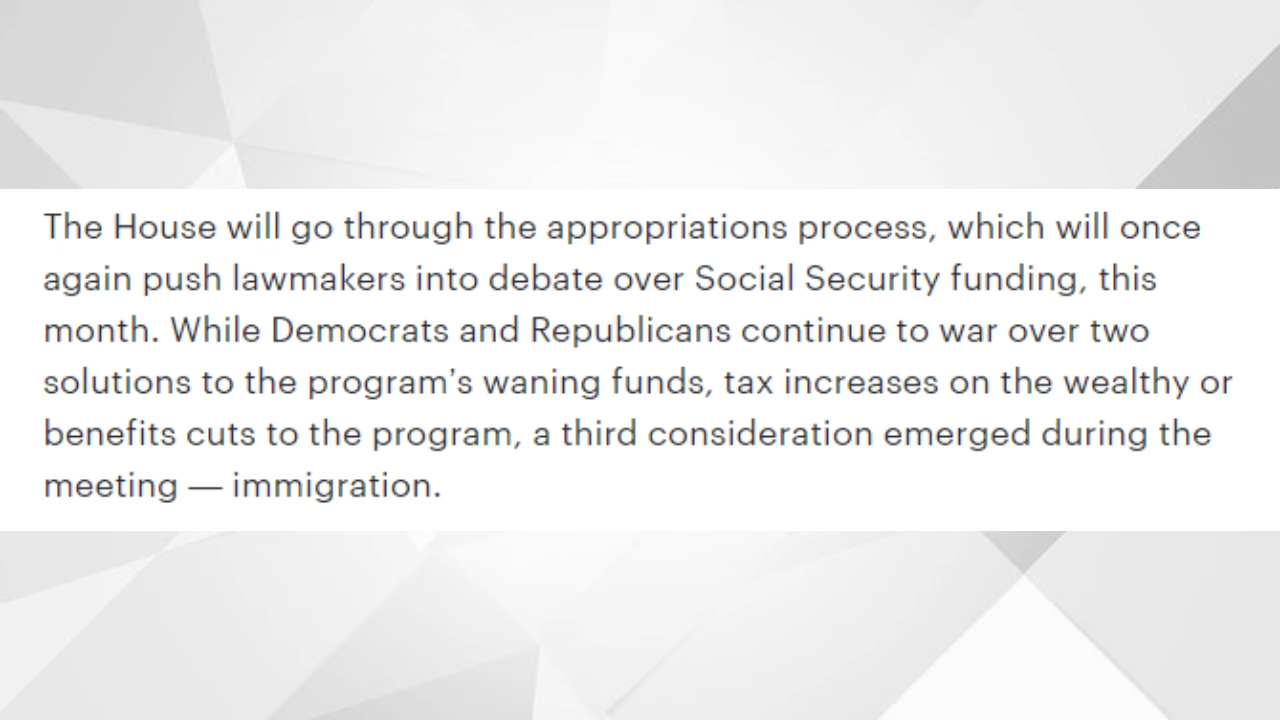 The House will go through the appropriations process, which will once
again push lawmakers into debate over Social Security funding, this
month. While Democrats and Republicans continue to war over two
solutions to the program's waning funds, tax increases on the wealthy or
benefits cuts to the program, a third consideration emerged during the
meeting — immigration.